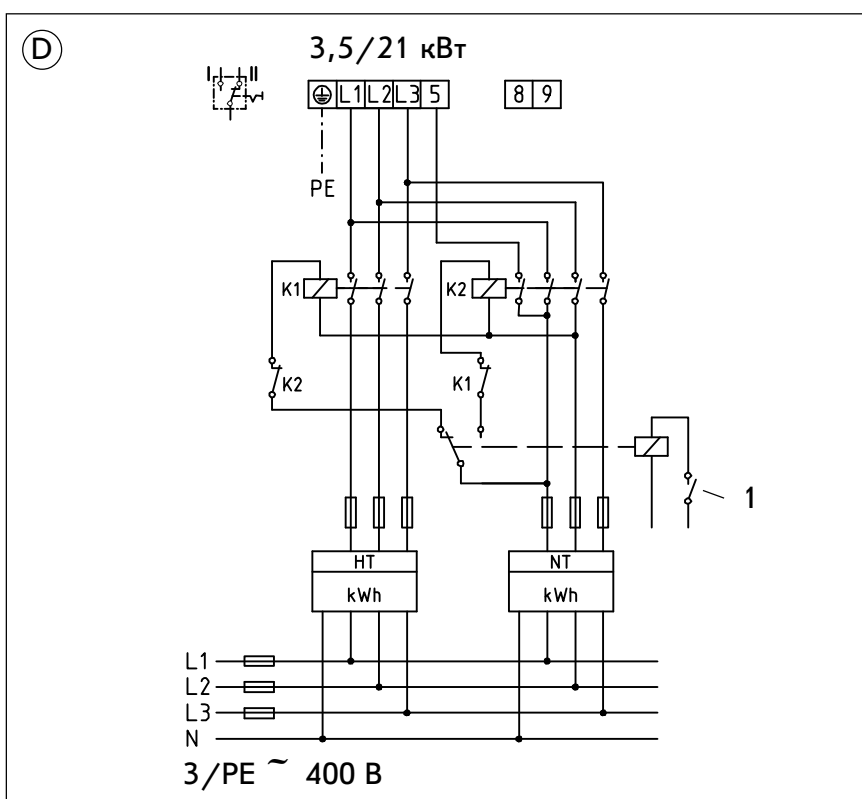 D
3,5/21 кВт
I II
L1 L2 L3 5 8 9
PE
K1 K2
K2 K1
1
HT NT
kWh kWh
L1
L2
L3
N
3/PE ~ 400 В